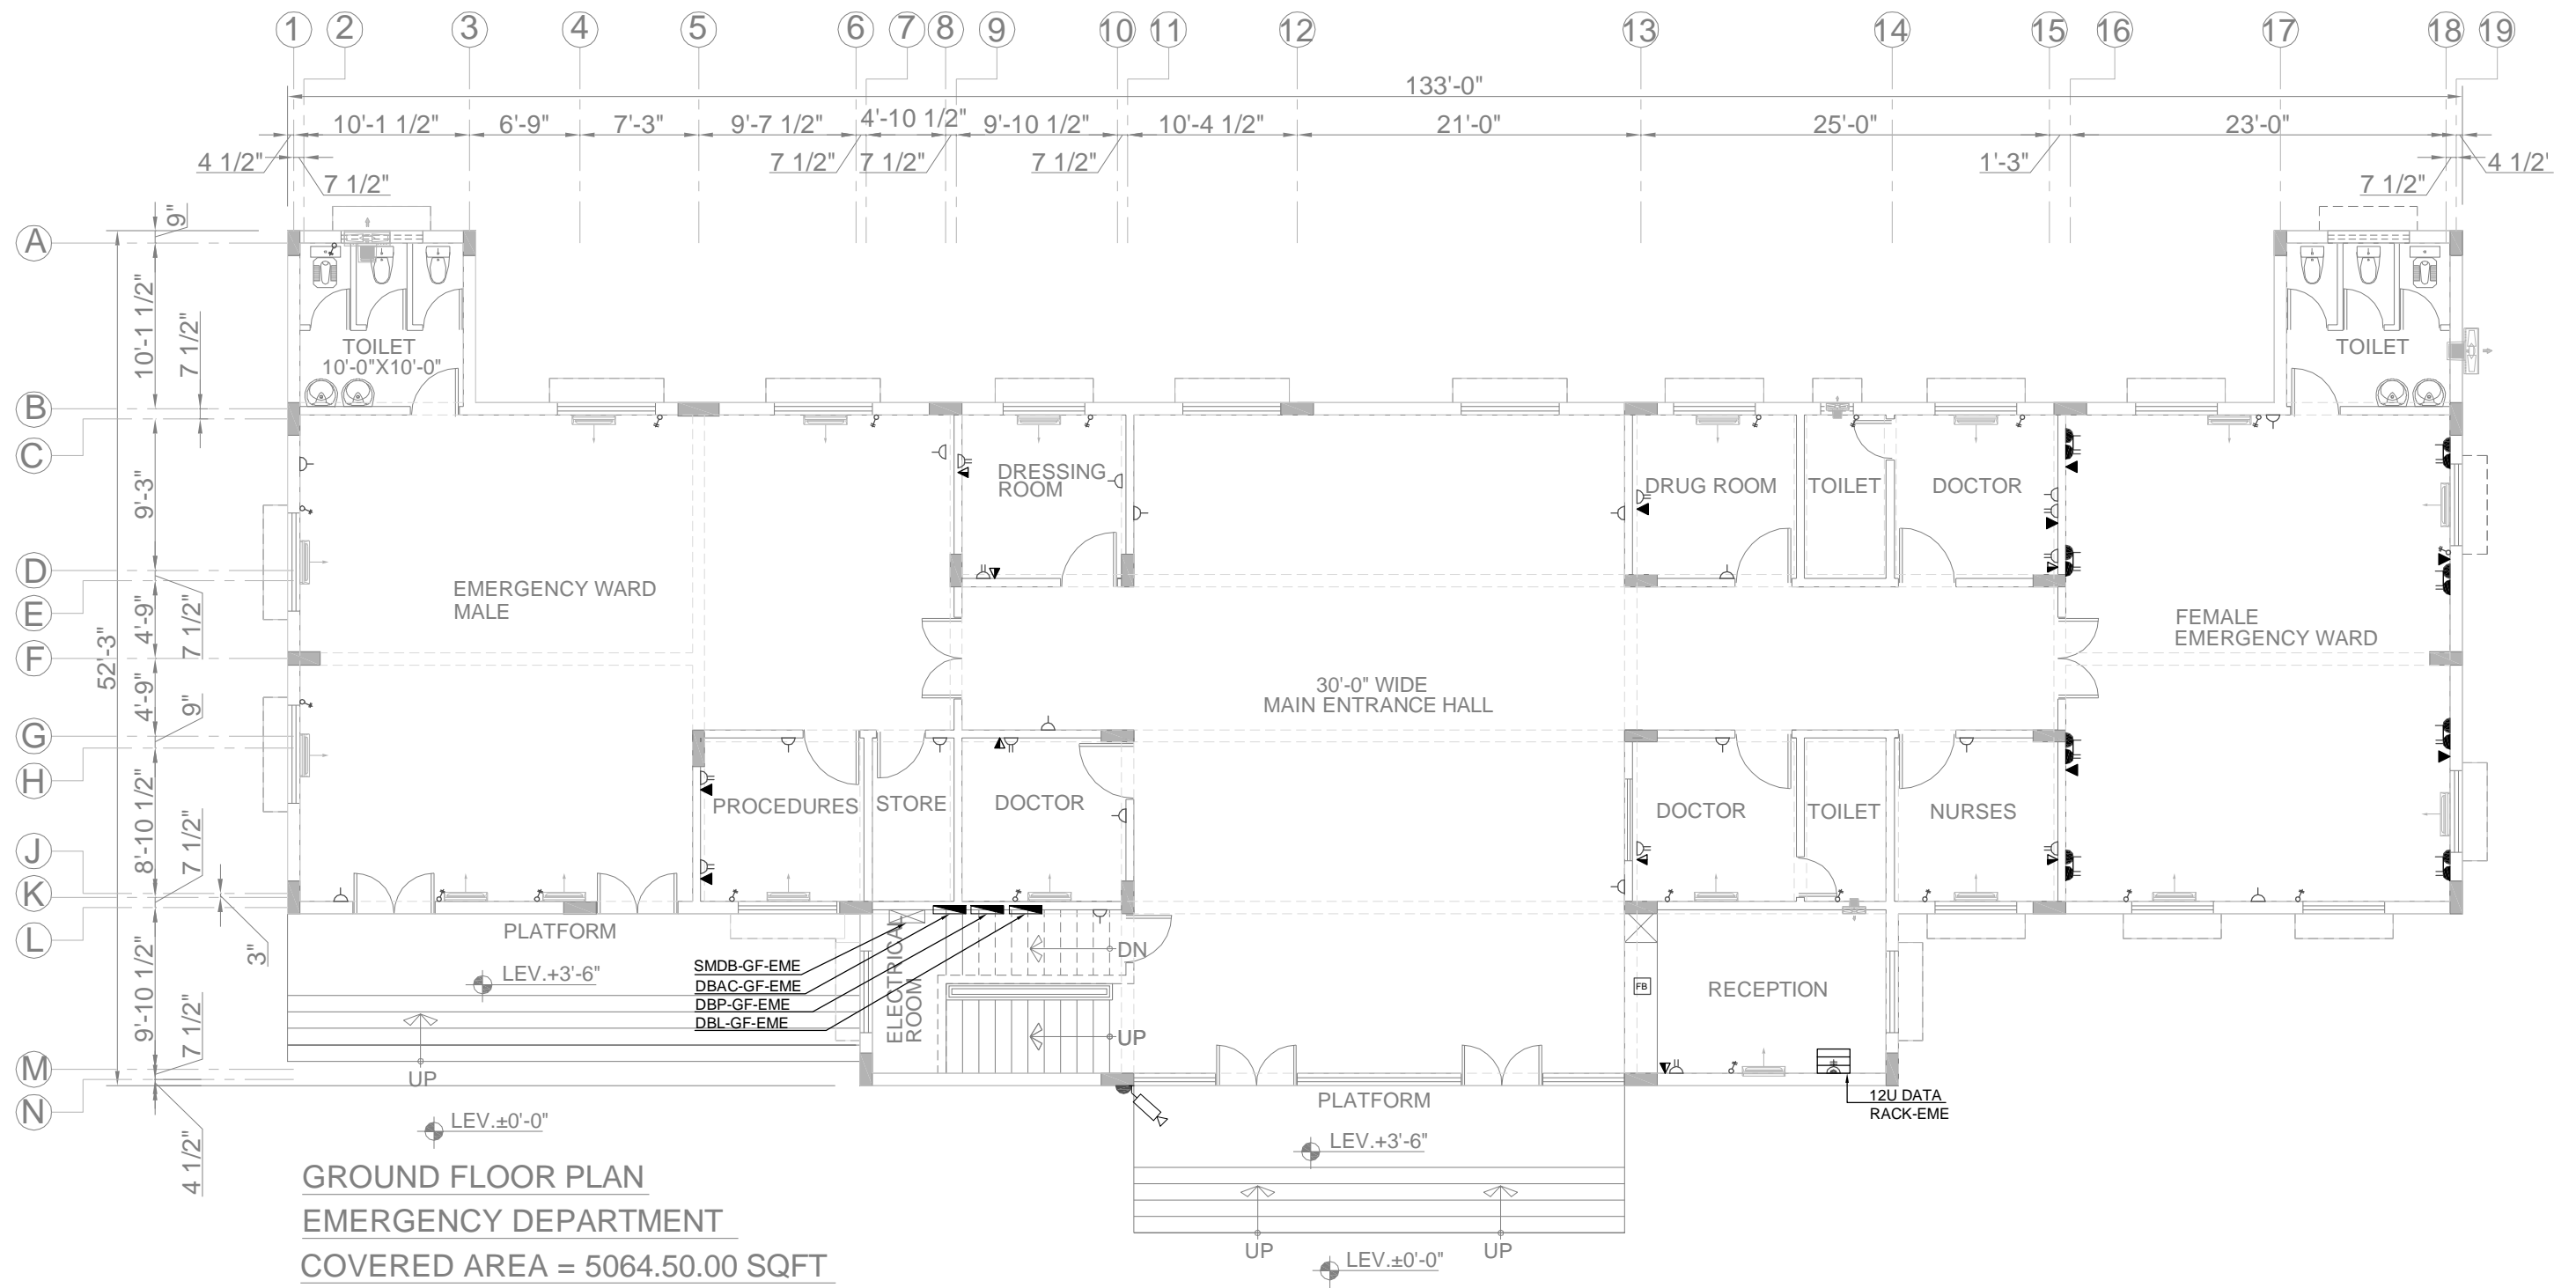 1 2 3 4 5 6 7 8 9 10 11 12 13 14 15 16 17 18 19
133'-0"
10'-1 1/2" 6'-9" 7'-3" 9'-7 1/2" 4'-10 1/2" 9'-10 1/2" 10'-4 1/2" 21'-0" 25'-0" 23'-0"
4 1/2" 7 1/2" 7 1/2" 7 1/2" 1'-3" 4 1/2'
7 1/2" 7 1/2"
A
B
C
D
E
F
G
H
J
K
L
M
N
52'-3"
9"
10'-1 1/2"
7 1/2"
9'-3"
4'-9"
7 1/2"
4'-9"
9"
8'-10 1/2"
7 1/2"
3"
9'-10 1/2"
7 1/2"
4 1/2"
TOILET
10'-0"X10'-0"
TOILET
DRESSING
ROOM
DRUG ROOM
TOILET
DOCTOR
EMERGENCY WARD
MALE
FEMALE
EMERGENCY WARD
30'-0" WIDE
MAIN ENTRANCE HALL
PROCEDURES
STORE
DOCTOR
DOCTOR
TOILET
NURSES
PLATFORM
LEV.+3'-6"
UP
LEV.±0'-0"
ELECTRICAL
ROOM
SMDB-GF-EME
DBAC-GF-EME
DBP-GF-EME
DBL-GF-EME
DN
UP
FB
RECEPTION
12U DATA
RACK-EME
PLATFORM
LEV.+3'-6"
UP
UP
LEV.±0'-0"
GROUND FLOOR PLAN
EMERGENCY DEPARTMENT
COVERED AREA = 5064.50.00 SQFT